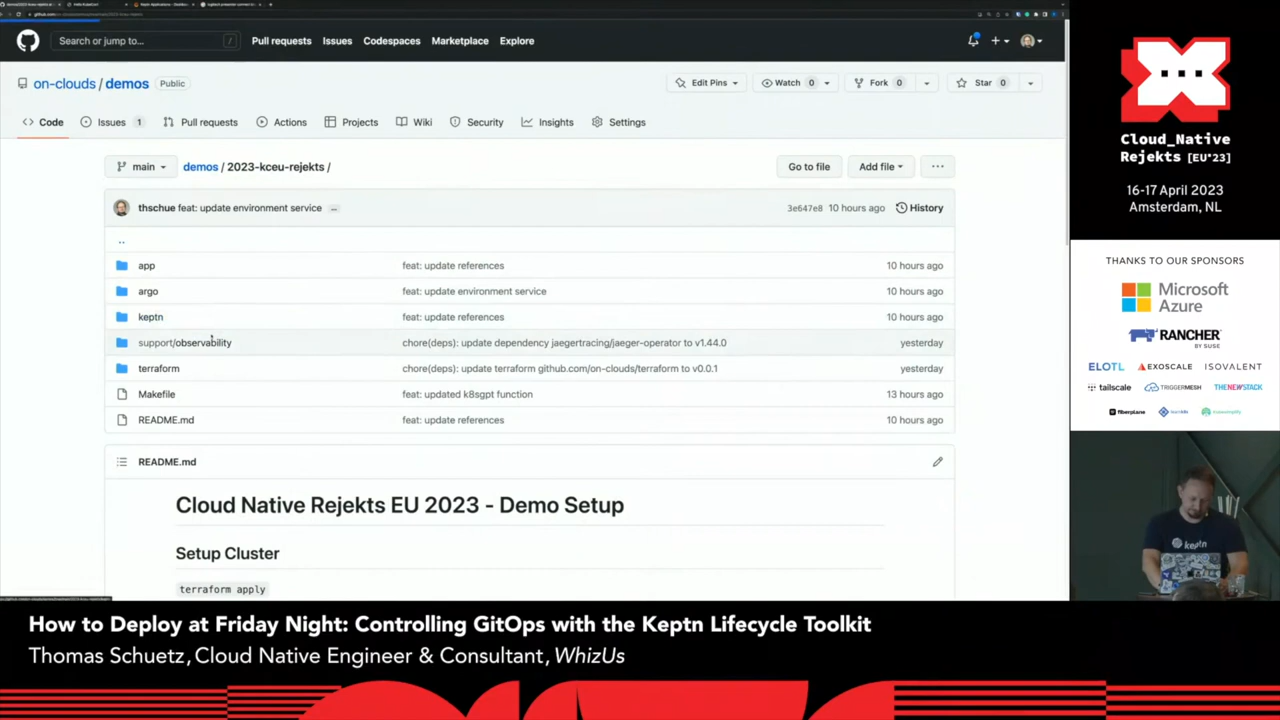 Search or jump to...
/
Pull requests
Issues
Codespaces
Marketplace
Explore
on-clouds / demos
Public
Edit Pins
Watch 0
Fork 0
Star 0
Code
Issues 1
Pull requests
Actions
Projects
Wiki
Security
Insights
Settings
main
demos / 2023-kceu-rejekts /
Go to file
Add file
...
thschue feat: update environment service ...
3e647e8 10 hours ago
History
..
app feat: update references 10 hours ago
argo feat: update environment service 10 hours ago
keptn feat: update references 10 hours ago
support/observability chore(deps): update dependency jaegertracing/jaeger-operator to v1.44.0 yesterday
terraform chore(deps): update terraform github.com/on-clouds/terraform to v0.0.1 yesterday
Makefile feat: updated k8sgpt function 13 hours ago
README.md feat: update references 10 hours ago
README.md
Cloud Native Rejekts EU 2023 - Demo Setup
Setup Cluster
terraform apply
Cloud_Native
Rejekts [EU'23]
16-17 April 2023
Amsterdam, NL
THANKS TO OUR SPONSORS
Microsoft
Azure
RANCHER
BY SUSE
ELOTL
EXOSCALE
ISOVALENT
tailscale
TRIGGERMESH
THENEWSTACK
fiberplane
keptn
How to Deploy at Friday Night: Controlling GitOps with the Keptn Lifecycle Toolkit
Thomas Schuetz, Cloud Native Engineer & Consultant, WhizUs